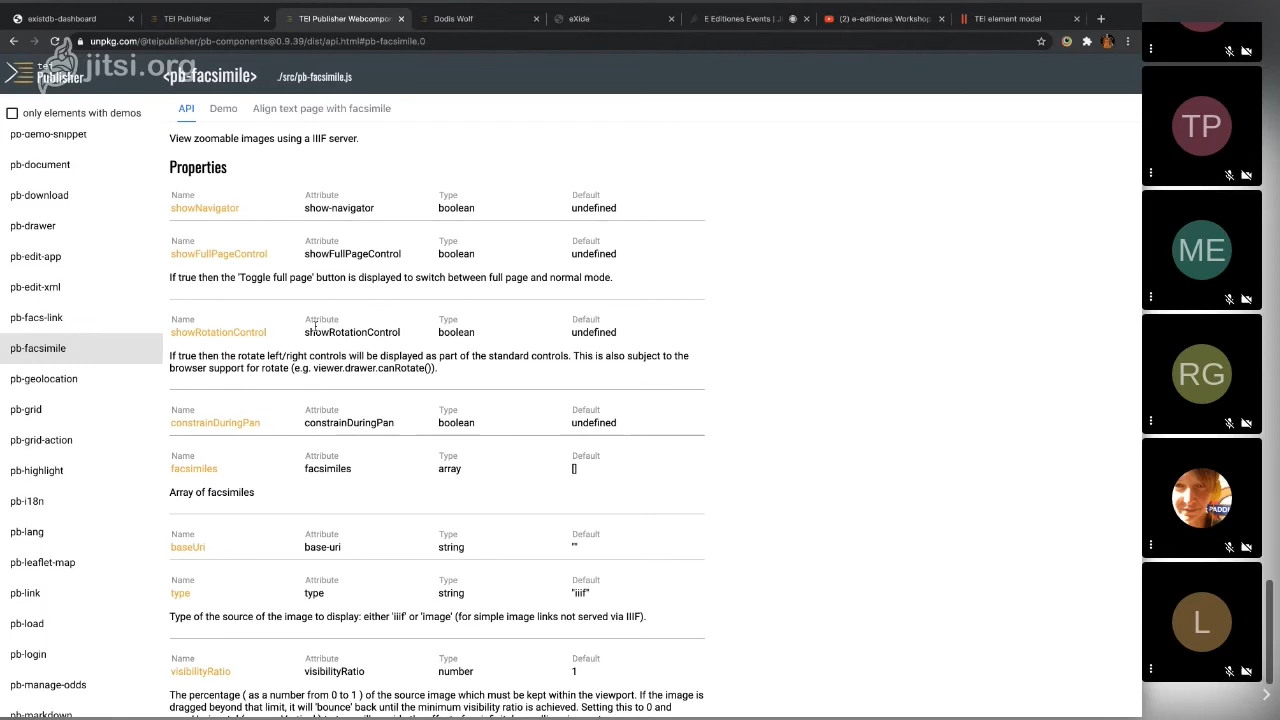 existdb-dashboard
TEI Publisher
TEI Publisher Webcompor
Dodis Wolf
eXide
E Editiones Events | Ji
(2) e-editiones Workshop
TEI element model
unpkg.com/@teipublisher/pb-components@0.9.39/dist/api.html#pb-facsimile.0
jitsi.org
tei
Publisher
<pb-facsimile>
./src/pb-facsimile.js
only elements with demos
API
Demo
Align text page with facsimile
pb-demo-snippet
pb-document
pb-download
pb-drawer
pb-edit-app
pb-edit-xml
pb-facs-link
pb-facsimile
pb-geolocation
pb-grid
pb-grid-action
pb-highlight
pb-i18n
pb-lang
pb-leaflet-map
pb-link
pb-load
pb-login
pb-manage-odds
pb-markdown
View zoomable images using a IIIF server.
Properties
Name Attribute Type Default
showNavigator show-navigator boolean undefined
Name Attribute Type Default
showFullPageControl showFullPageControl boolean undefined
If true then the 'Toggle full page' button is displayed to switch between full page and normal mode.
Name Attribute Type Default
showRotationControl showRotationControl boolean undefined
If true then the rotate left/right controls will be displayed as part of the standard controls. This is also subject to the
browser support for rotate (e.g. viewer.drawer.canRotate()).
Name Attribute Type Default
constrainDuringPan constrainDuringPan boolean undefined
Name Attribute Type Default
facsimiles facsimiles array []
Array of facsimiles
Name Attribute Type Default
baseUri base-uri string ""
Name Attribute Type Default
type type string "iiif"
Type of the source of the image to display: either 'iiif' or 'image' (for simple image links not served via IIIF).
Name Attribute Type Default
visibilityRatio visibilityRatio number 1
The percentage ( as a number from 0 to 1 ) of the source image which must be kept within the viewport. If the image is
dragged beyond that limit, it will 'bounce' back until the minimum visibility ratio is achieved. Setting this to 0 and
TP
ME
RG
PADD
L